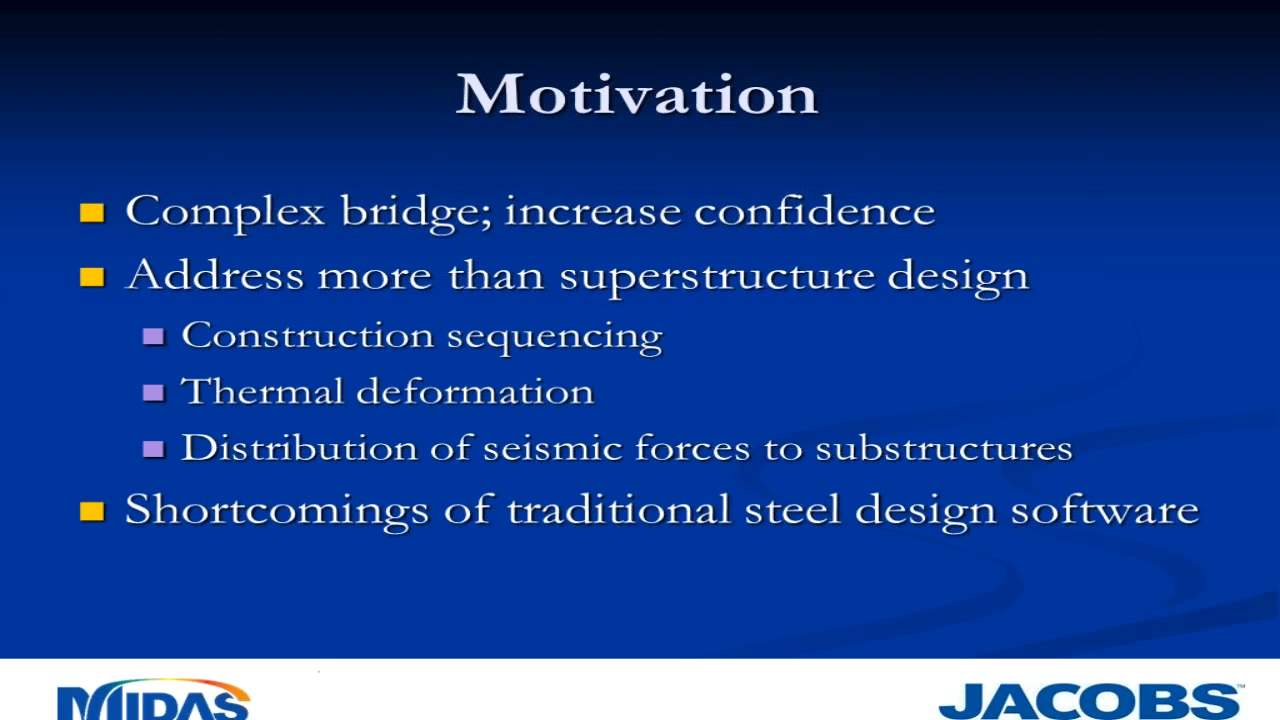 Motivation
Complex bridge; increase confidence
Address more than superstructure design
Construction sequencing
Thermal deformation
Distribution of seismic forces to substructures
Shortcomings of traditional steel design software
MIDAS
JACOBS™